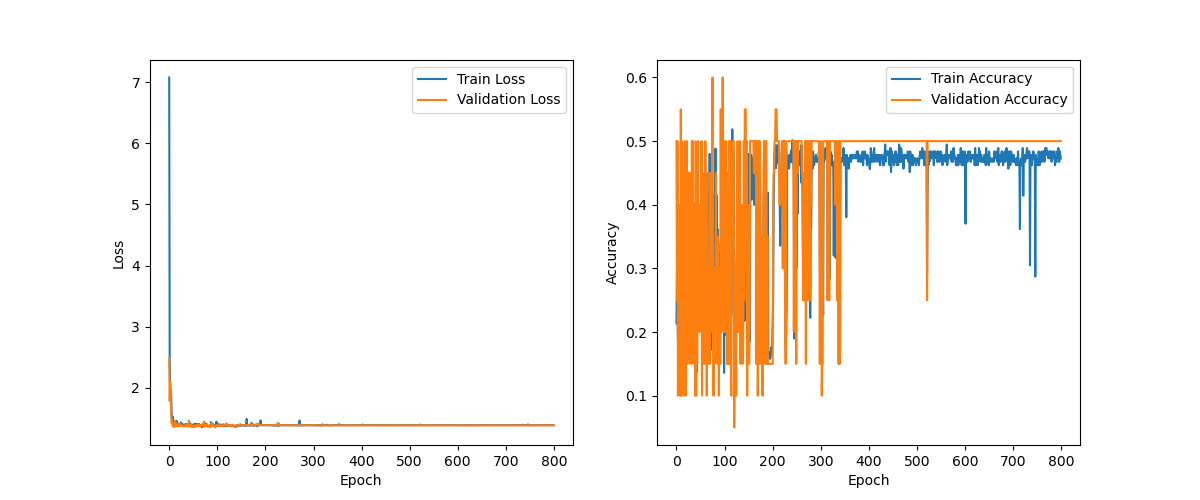 Train Loss
Validation Loss
7
6
5
4
3
2
Loss
0 100 200 300 400 500 600 700 800
Epoch
Train Accuracy
Validation Accuracy
0.6
0.5
0.4
0.3
0.2
0.1
Accuracy
0 100 200 300 400 500 600 700 800
Epoch